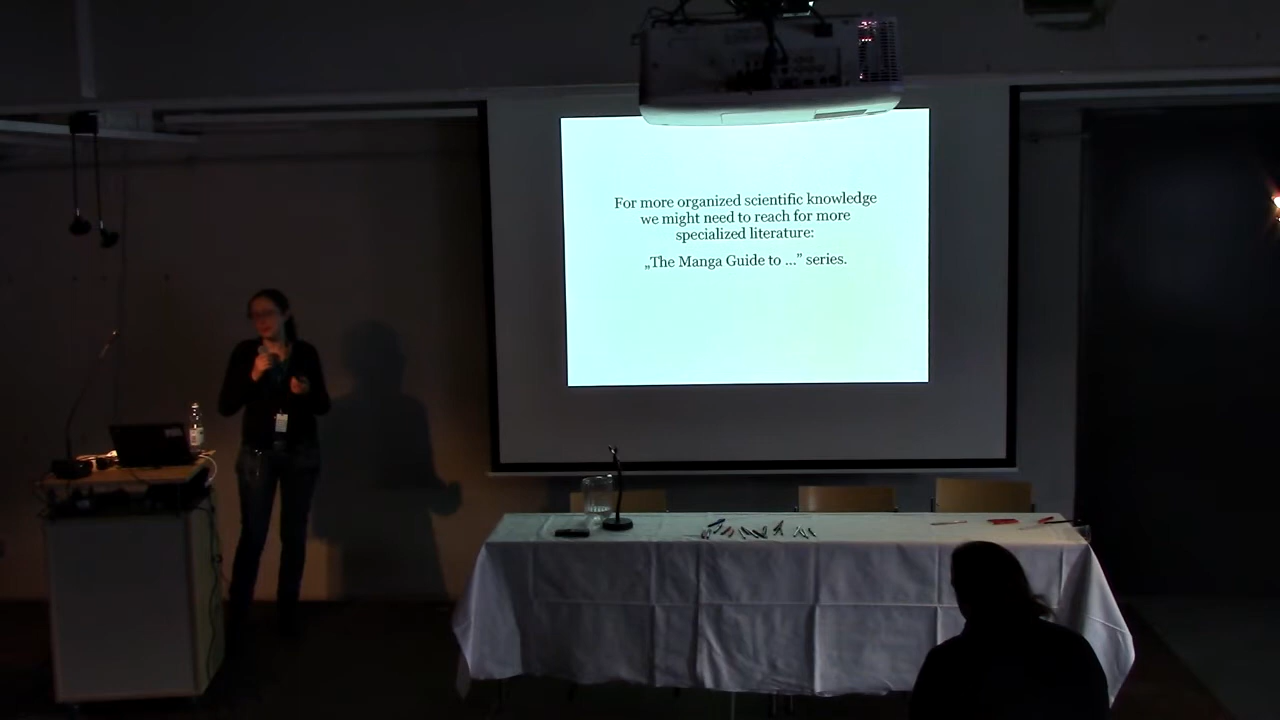 For more organized scientific knowledge
we might need to reach for more
specialized literature:
„The Manga Guide to ...” series.